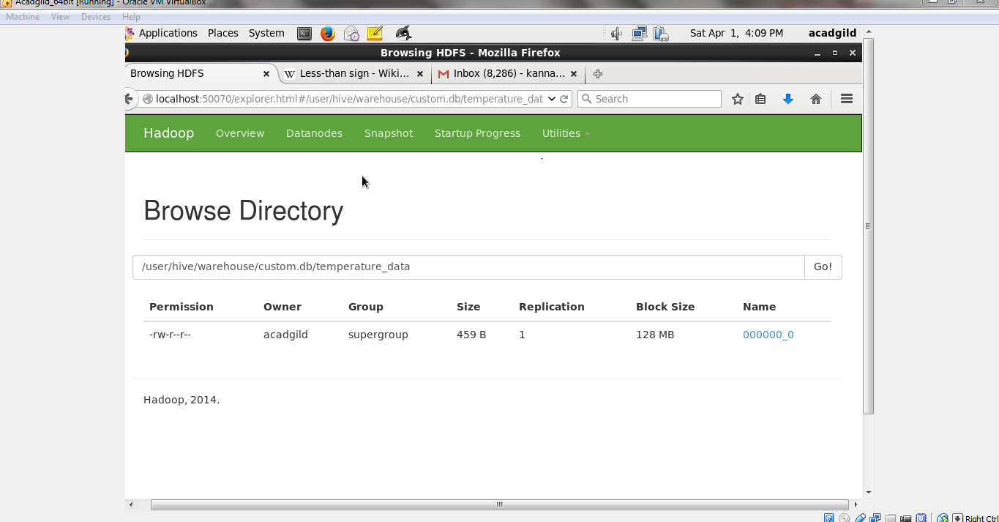 Acadgild_64bit [Running] - Oracle VM VirtualBox
Machine View Devices Help
Applications Places System Sat Apr 1, 4:09 PM acadgild
Browsing HDFS - Mozilla Firefox
Browsing HDFS Less-than sign - Wiki... Inbox (8,286) - kanna...
localhost:50070/explorer.html#/user/hive/warehouse/custom.db/temperature_dat Search
Hadoop Overview Datanodes Snapshot Startup Progress Utilities
Browse Directory
/user/hive/warehouse/custom.db/temperature_data Go!
Permission Owner Group Size Replication Block Size Name
-rw-r--r-- acadgild supergroup 459 B 1 128 MB 000000_0
Hadoop, 2014.
Right Ctrl